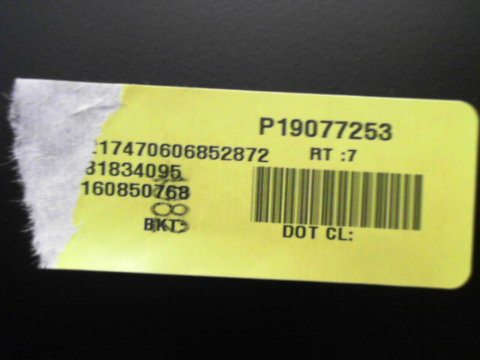 P19077253
17470606852872 RT :7
31834095
160850768
BKT:
DOT CL: